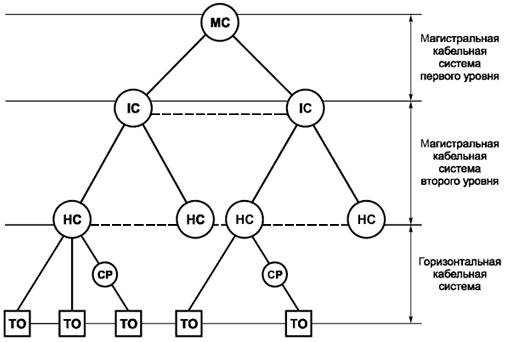 МС
Магистральная
кабельная
система
первого уровня
IC
IC
Магистральная
кабельная
система
второго уровня
НС
НС
НС
НС
Горизонтальная
кабельная
система
СР
СР
ТО
ТО
ТО
ТО
ТО